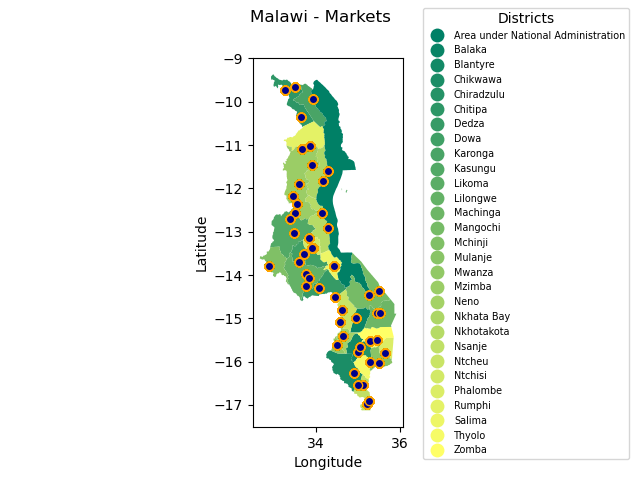 Malawi - Markets
Districts
Area under National Administration
Balaka
Blantyre
Chikwawa
Chiradzulu
Chitipa
Dedza
Dowa
Karonga
Kasungu
Likoma
Lilongwe
Machinga
Mangochi
Mchinji
Mulanje
Mwanza
Mzimba
Neno
Nkhata Bay
Nkhotakota
Nsanje
Ntcheu
Ntchisi
Phalombe
Rumphi
Salima
Thyolo
Zomba
−9
−10
−11
−12
−13
−14
−15
−16
−17
Latitude
34
36
Longitude